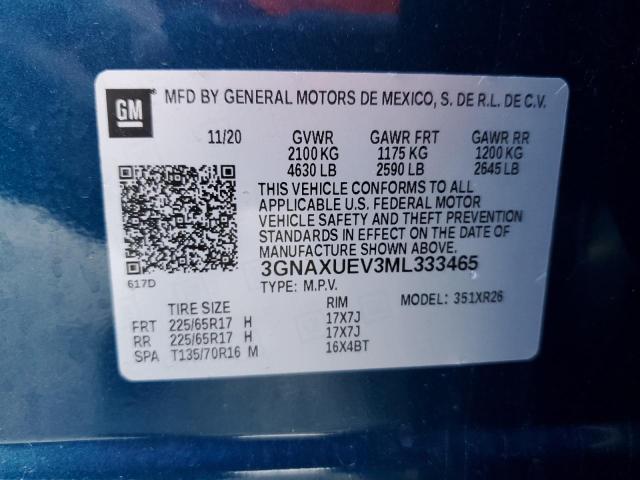 GM
MFD BY GENERAL MOTORS DE MEXICO, S. DE R.L. DE C.V.
11/20 GVWR GAWR FRT GAWR RR
2100 KG 1175 KG 1200 KG
4630 LB 2590 LB 2645 LB
THIS VEHICLE CONFORMS TO ALL
APPLICABLE U.S. FEDERAL MOTOR
VEHICLE SAFETY AND THEFT PREVENTION
STANDARDS IN EFFECT ON THE DATE OF
MANUFACTURE SHOWN ABOVE.
3GNAXUEV3ML333465
617D TYPE: M.P.V. MODEL: 351XR26
TIRE SIZE RIM
FRT 225/65R17 H 17X7J
RR 225/65R17 H 17X7J
SPA T135/70R16 M 16X4BT